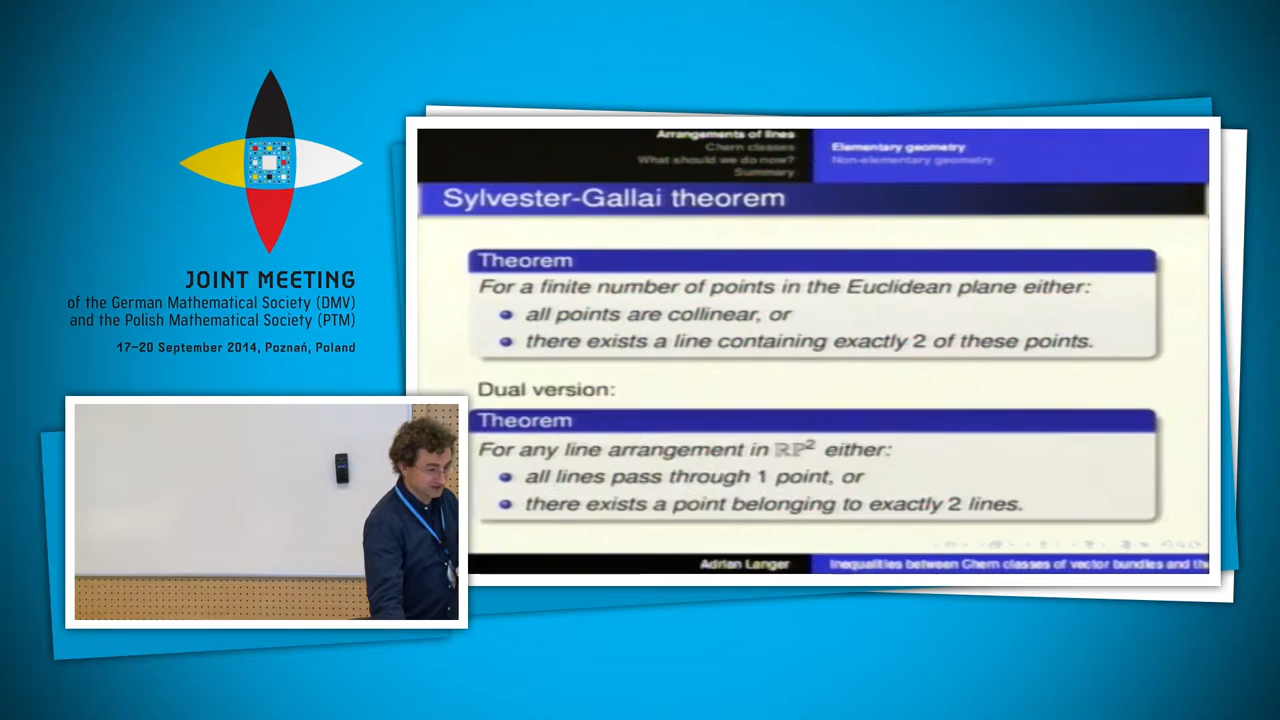 JOINT MEETING
of the German Mathematical Society (DMV)
and the Polish Mathematical Society (PTM)
17–20 September 2014, Poznań, Poland
Arrangements of lines
Chern classes
What should we do now?
Summary
Elementary geometry
Non-elementary geometry
Sylvester-Gallai theorem
Theorem
For a finite number of points in the Euclidean plane either:
all points are collinear, or
there exists a line containing exactly 2 of these points.
Dual version:
Theorem
For any line arrangement in ℝℙ² either:
all lines pass through 1 point, or
there exists a point belonging to exactly 2 lines.
Adrian Langer
Inequalities between Chern classes of vector bundles and th